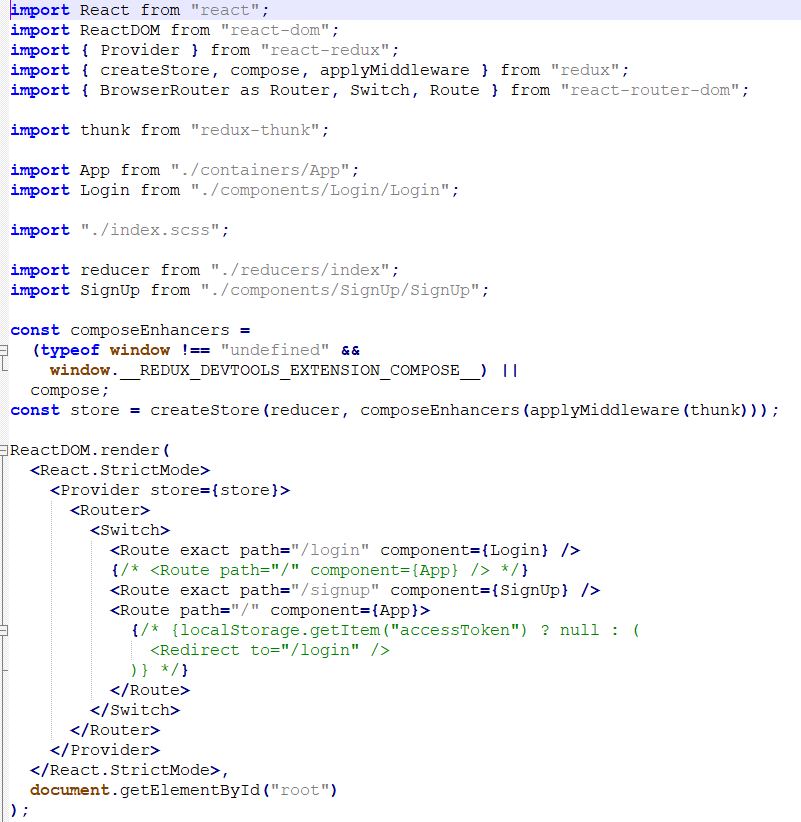 import React from "react";
import ReactDOM from "react-dom";
import { Provider } from "react-redux";
import { createStore, compose, applyMiddleware } from "redux";
import { BrowserRouter as Router, Switch, Route } from "react-router-dom";

import thunk from "redux-thunk";

import App from "./containers/App";
import Login from "./components/Login/Login";

import "./index.scss";

import reducer from "./reducers/index";
import SignUp from "./components/SignUp/SignUp";

const composeEnhancers =
  (typeof window !== "undefined" &&
    window.__REDUX_DEVTOOLS_EXTENSION_COMPOSE__) ||
  compose;
const store = createStore(reducer, composeEnhancers(applyMiddleware(thunk)));

ReactDOM.render(
  <React.StrictMode>
    <Provider store={store}>
      <Router>
        <Switch>
          <Route exact path="/login" component={Login} />
          {/* <Route path="/" component={App} /> */}
          <Route exact path="/signup" component={SignUp} />
          <Route path="/" component={App}>
            {/* {localStorage.getItem("accessToken") ? null : (
              <Redirect to="/login" />
            )} */}
          </Route>
        </Switch>
      </Router>
    </Provider>
  </React.StrictMode>,
  document.getElementById("root")
);